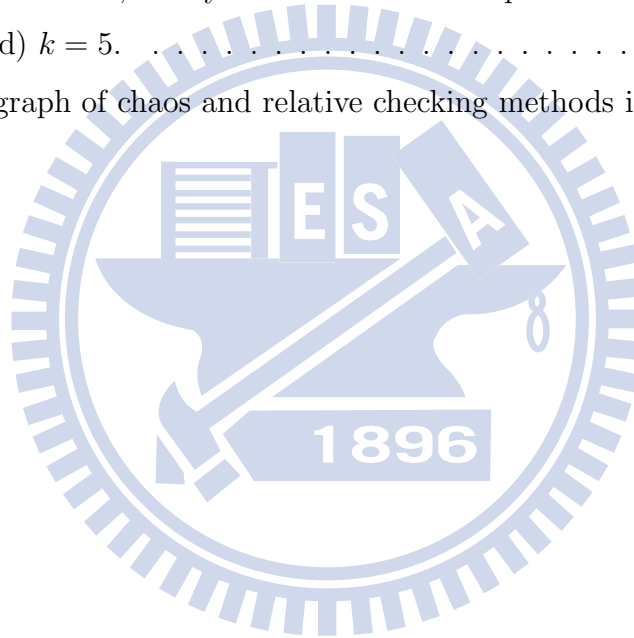 d) k = 5. . . . . . . . . . . . . . . . . . . . . . . .
graph of chaos and relative checking methods i
E S A
1896